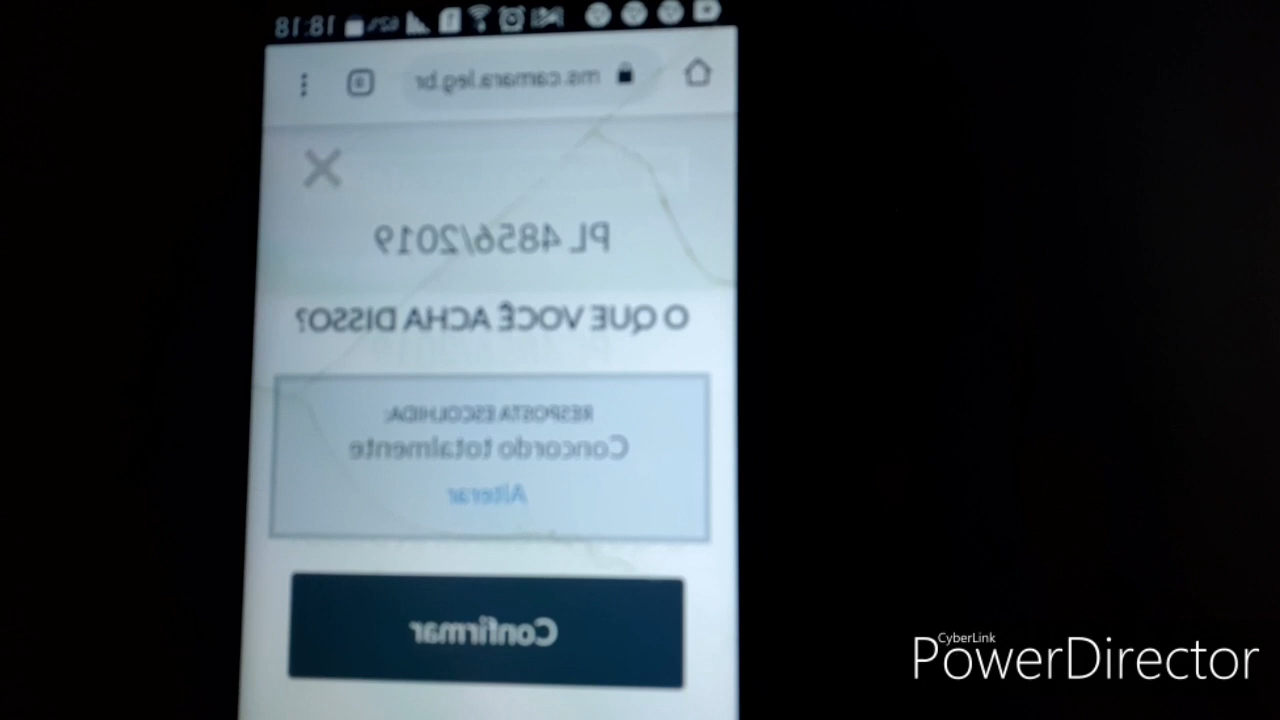 18:18 62%
ms.camara.leg.br
PL 4856/2019
O QUE VOCÊ ACHA DISSO?
RESPOSTA ESCOLHIDA:
Concordo totalmente
Alterar
Confirmar
CyberLink
PowerDirector